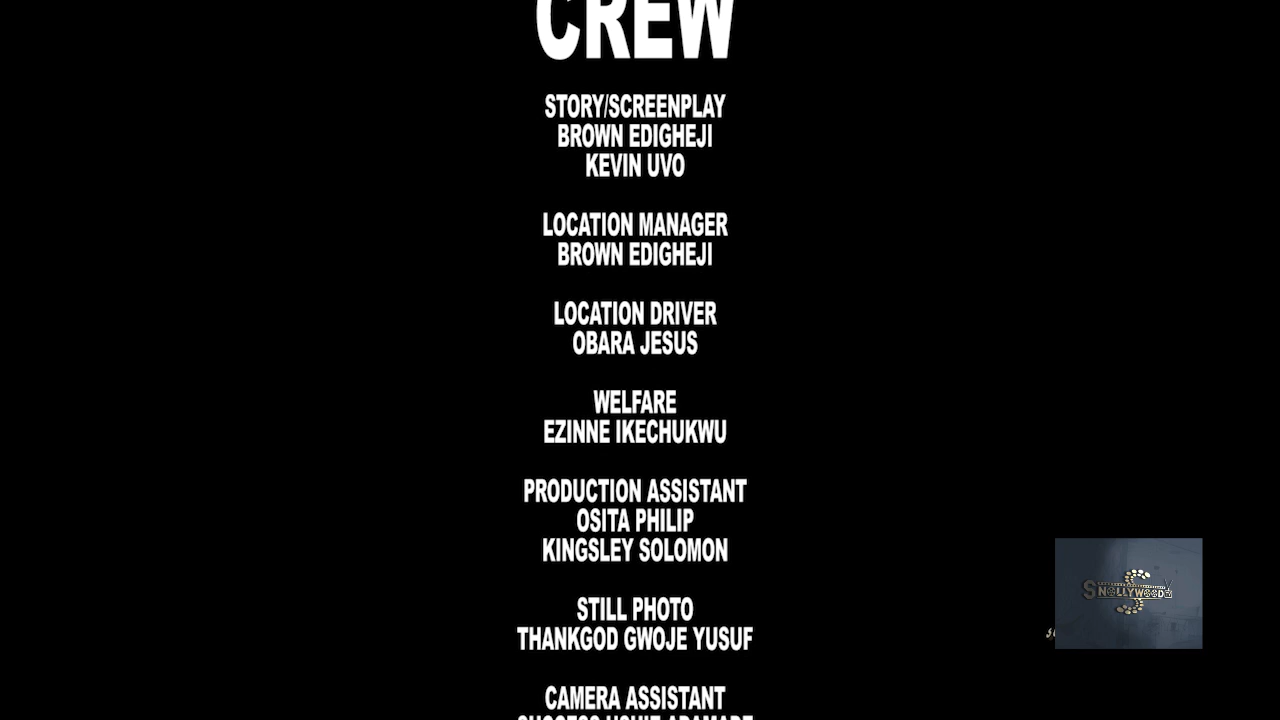 CREW
STORY/SCREENPLAY
BROWN EDIGHEJI
KEVIN UVO
LOCATION MANAGER
BROWN EDIGHEJI
LOCATION DRIVER
OBARA JESUS
WELFARE
EZINNE IKECHUKWU
PRODUCTION ASSISTANT
OSITA PHILIP
KINGSLEY SOLOMON
STILL PHOTO
THANKGOD GWOJE YUSUF
CAMERA ASSISTANT
SNOLLYWOOD